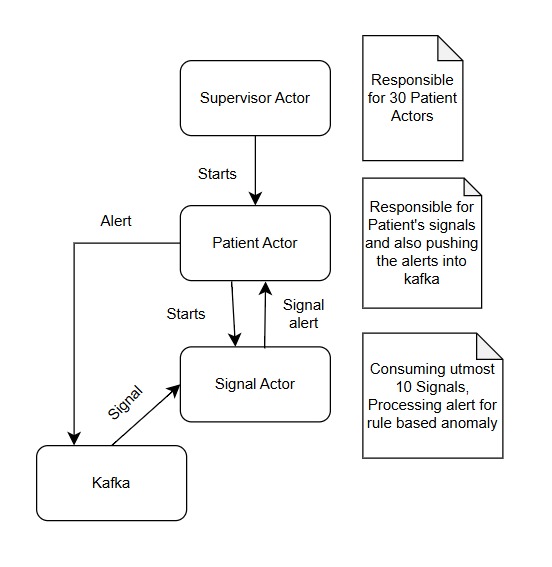 Supervisor Actor
Responsible
for 30 Patient
Actors
Starts
Alert
Patient Actor
Responsible for
Patient's signals
and also pushing
the alerts into
kafka
Starts
Signal
alert
Signal Actor
Consuming utmost
10 Signals,
Processing alert for
rule based anomaly
Signal
Kafka